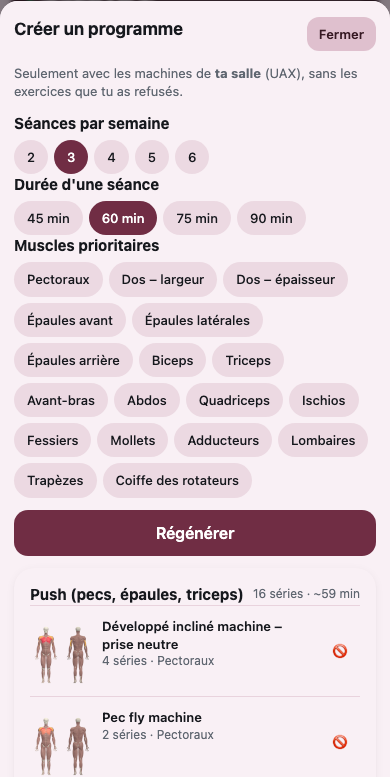 Créer un programme
Fermer
Seulement avec les machines de ta salle (UAX), sans les
exercices que tu as refusés.
Séances par semaine
2 3 4 5 6
Durée d'une séance
45 min 60 min 75 min 90 min
Muscles prioritaires
Pectoraux Dos – largeur Dos – épaisseur
Épaules avant Épaules latérales
Épaules arrière Biceps Triceps
Avant-bras Abdos Quadriceps Ischios
Fessiers Mollets Adducteurs Lombaires
Trapèzes Coiffe des rotateurs
Régénérer
Push (pecs, épaules, triceps) 16 séries · ~59 min
Développé incliné machine –
prise neutre
4 séries · Pectoraux
Pec fly machine
2 séries · Pectoraux